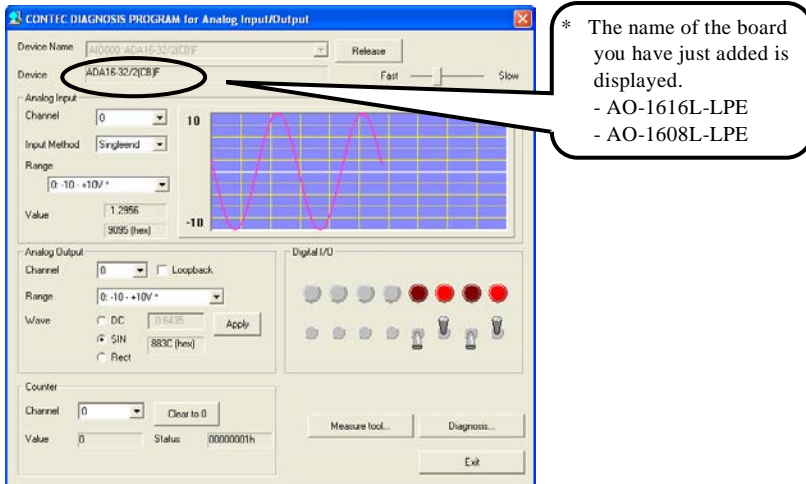 CONTEC DIAGNOSIS PROGRAM for Analog Input/Output
Device Name AIO000 ADA16-32/2(CB)F Release
Device ADA16-32/2(CB)F Fast Slow
Analog Input
Channel 0
Input Method Singleend
Range
0: -10 - +10V *
Value 1.2956
9095 (hex)
10
-10
Analog Output
Channel 0 Loopback
Range 0: -10 - +10V *
Wave DC 0.6435 Apply
SIN 883C (hex)
Rect
Digital I/O
Counter
Channel 0 Clear to 0
Value 0 Status 00000001h
Measure tool... Diagnosis...
Exit
* The name of the board
you have just added is
displayed.
- AO-1616L-LPE
- AO-1608L-LPE